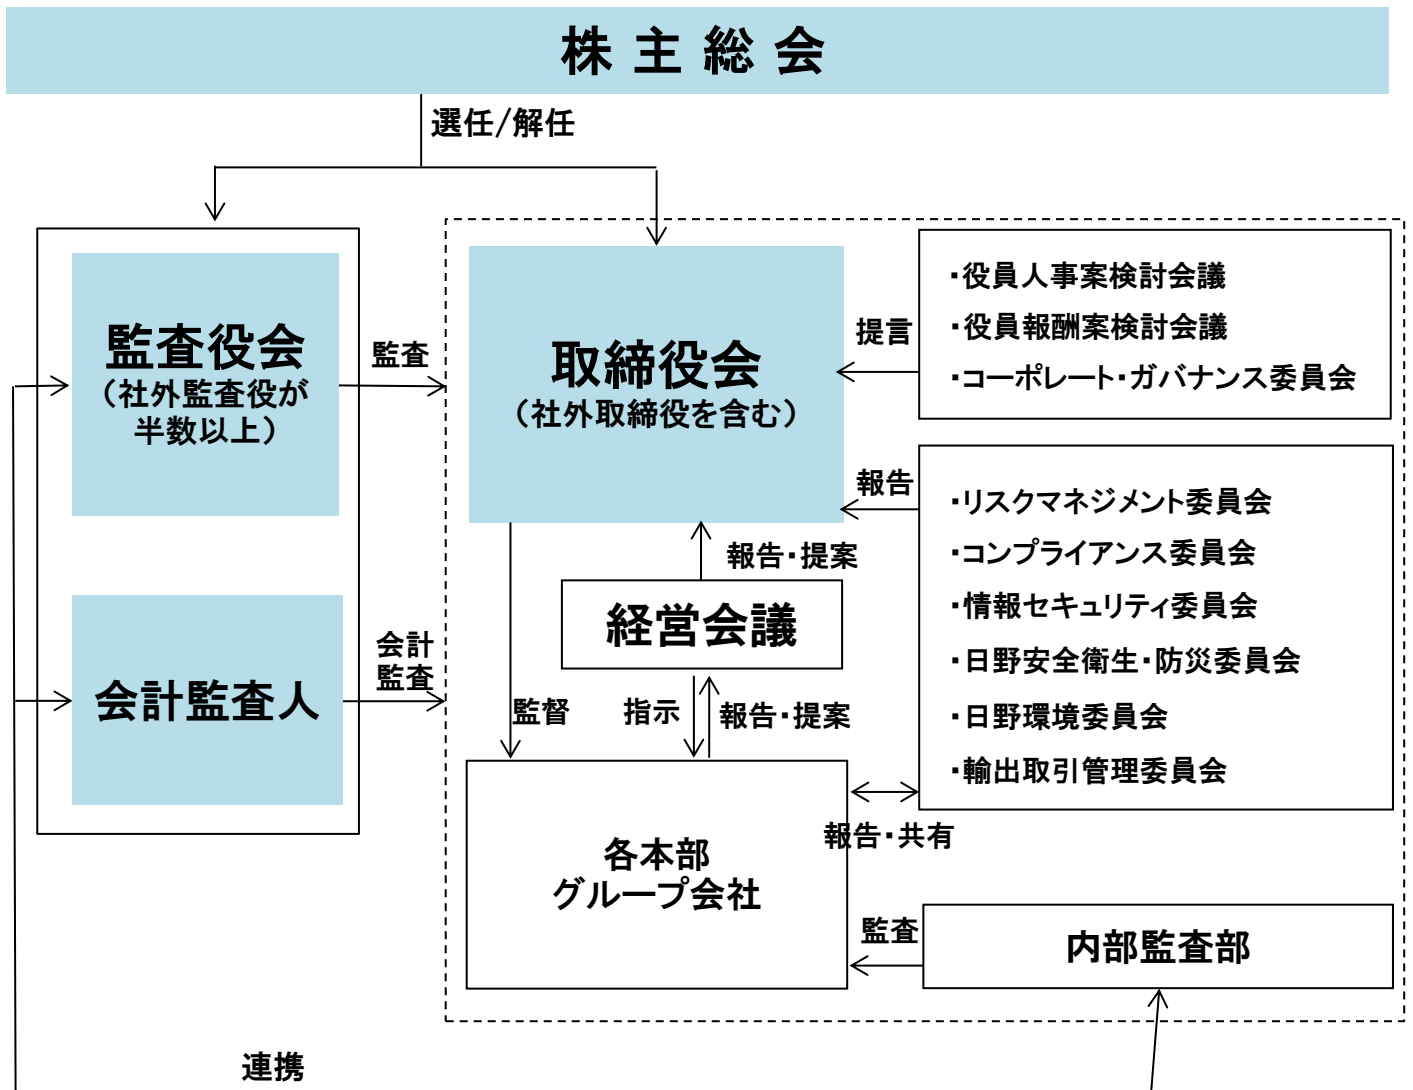 株主総会
選任/解任
監査役会
（社外監査役が
半数以上）
監査
取締役会
（社外取締役を含む）
提言
・役員人事案検討会議
・役員報酬案検討会議
・コーポレート・ガバナンス委員会
報告
・リスクマネジメント委員会
・コンプライアンス委員会
・情報セキュリティ委員会
・日野安全衛生・防災委員会
・日野環境委員会
・輸出取引管理委員会
報告・提案
経営会議
会計監査人
会計
監査
監督
指示
報告・提案
各本部
グループ会社
報告・共有
監査
内部監査部
連携